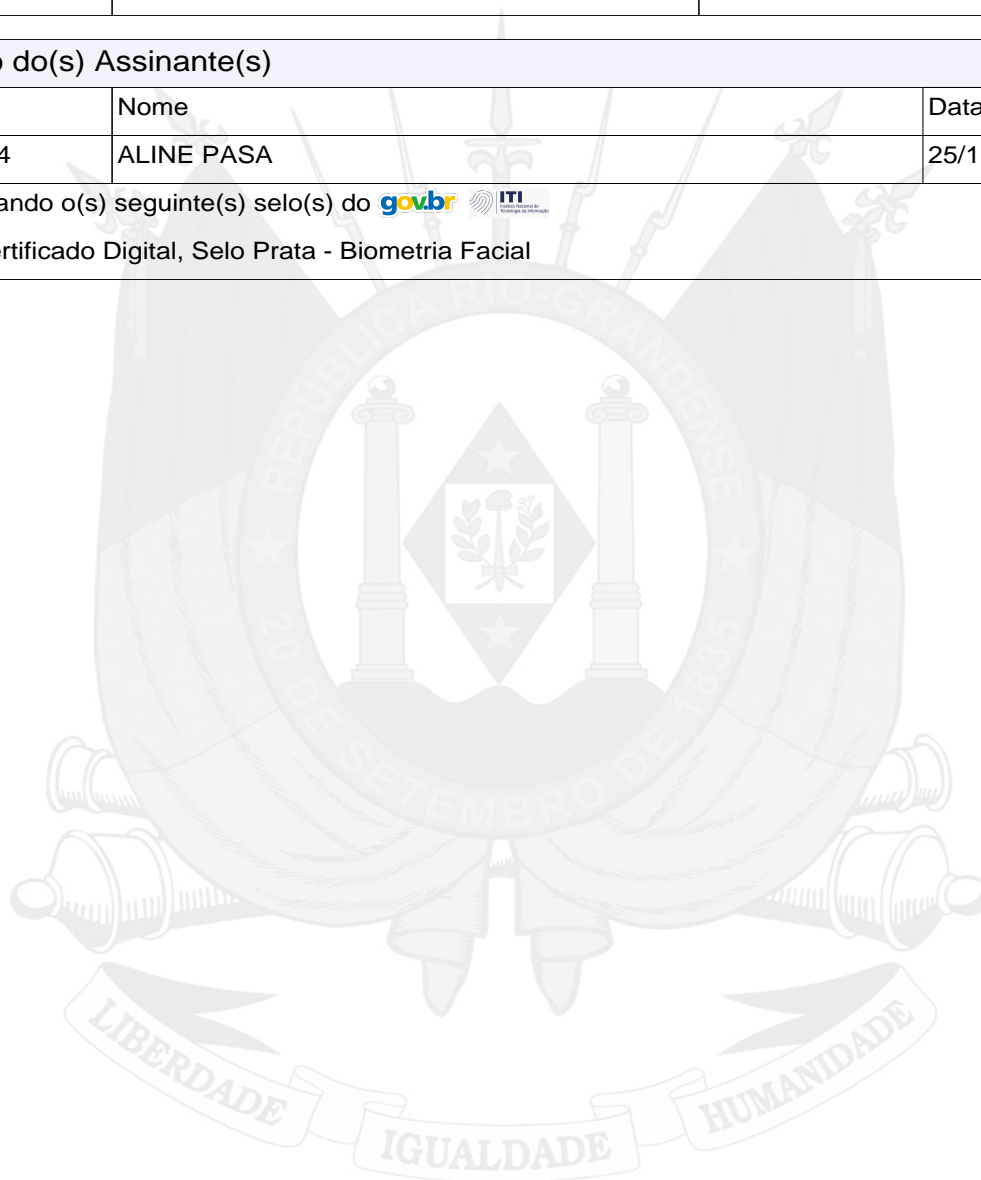 o do(s) Assinante(s)
Nome Data
4 ALINE PASA 25/1
ando o(s) seguinte(s) selo(s) do gov.br ITI
ertificado Digital, Selo Prata - Biometria Facial
REPÚBLICA RIO-GRANDENSE
20 DE SETEMBRO DE 1835
LIBERDADE IGUALDADE HUMANIDADE